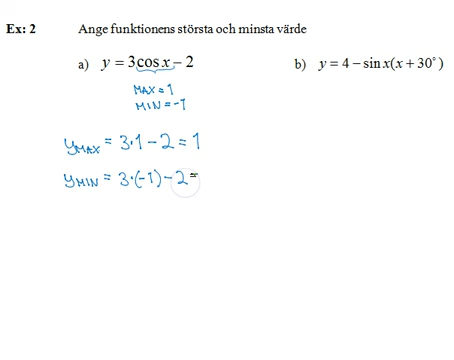 Ex: 2 Ange funktionens största och minsta värde
a) y = 3cos x − 2 b) y = 4 − sin x(x + 30°)
MAX = 1
MIN = -1
yMAX = 3·1 − 2 = 1
yMIN = 3·(-1) − 2 =